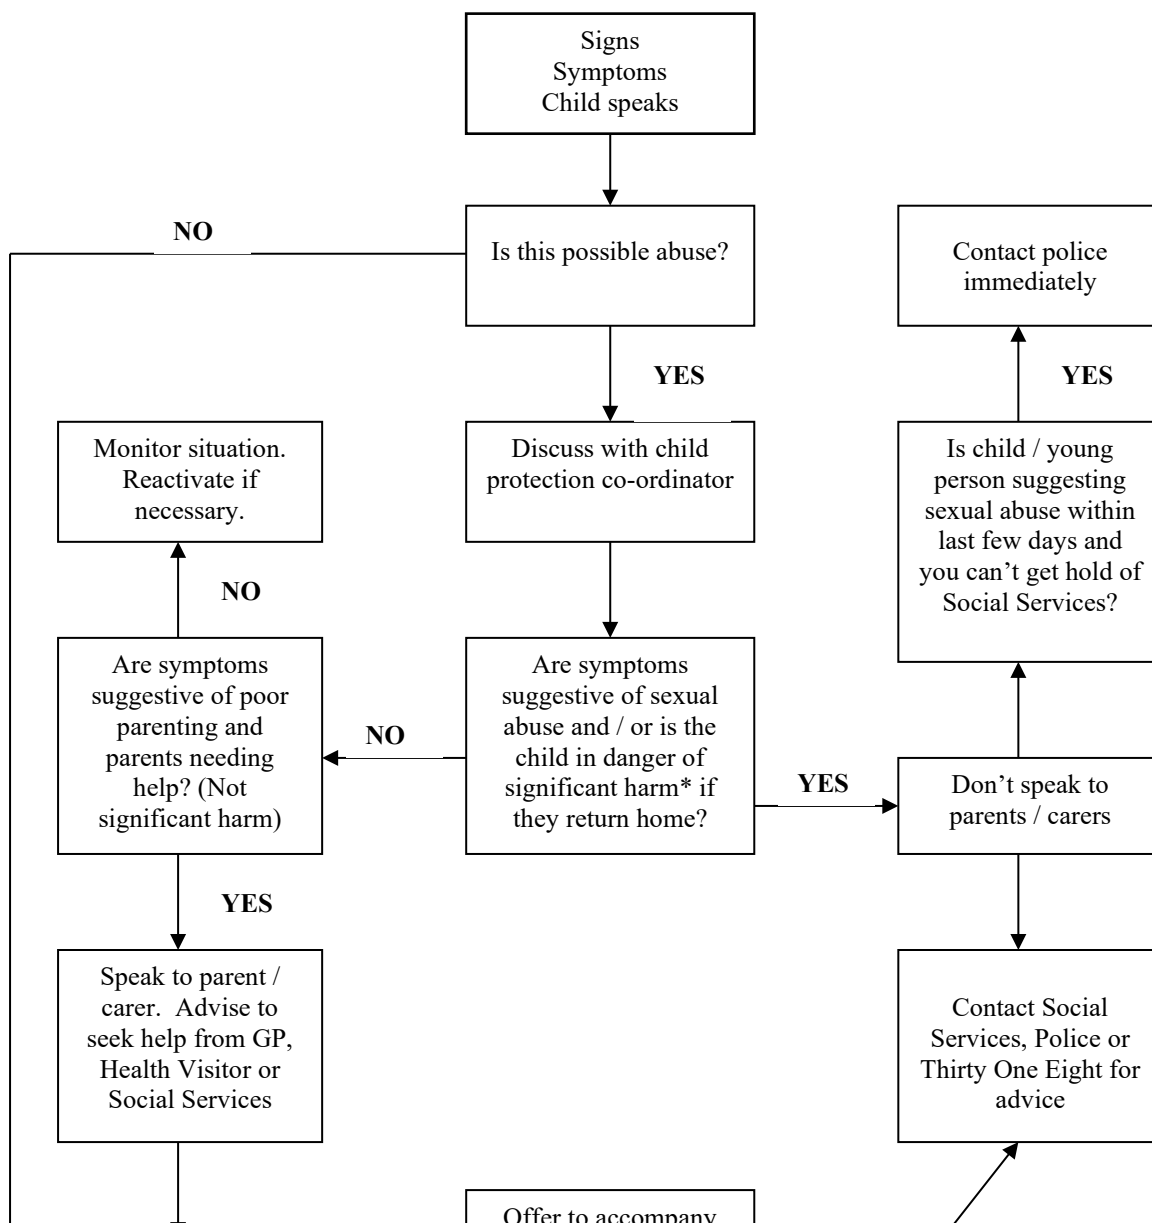 Signs
Symptoms
Child speaks
NO
Is this possible abuse?
Contact police
immediately
YES
YES
Monitor situation.
Reactivate if
necessary.
Discuss with child
protection co-ordinator
Is child / young
person suggesting
sexual abuse within
last few days and
you can’t get hold of
Social Services?
NO
Are symptoms
suggestive of poor
parenting and
parents needing
help? (Not
significant harm)
NO
Are symptoms
suggestive of sexual
abuse and / or is the
child in danger of
significant harm* if
they return home?
YES
Don’t speak to
parents / carers
YES
Speak to parent /
carer.  Advise to
seek help from GP,
Health Visitor or
Social Services
Contact Social
Services, Police or
Thirty One Eight for
advice
Offer to accompany